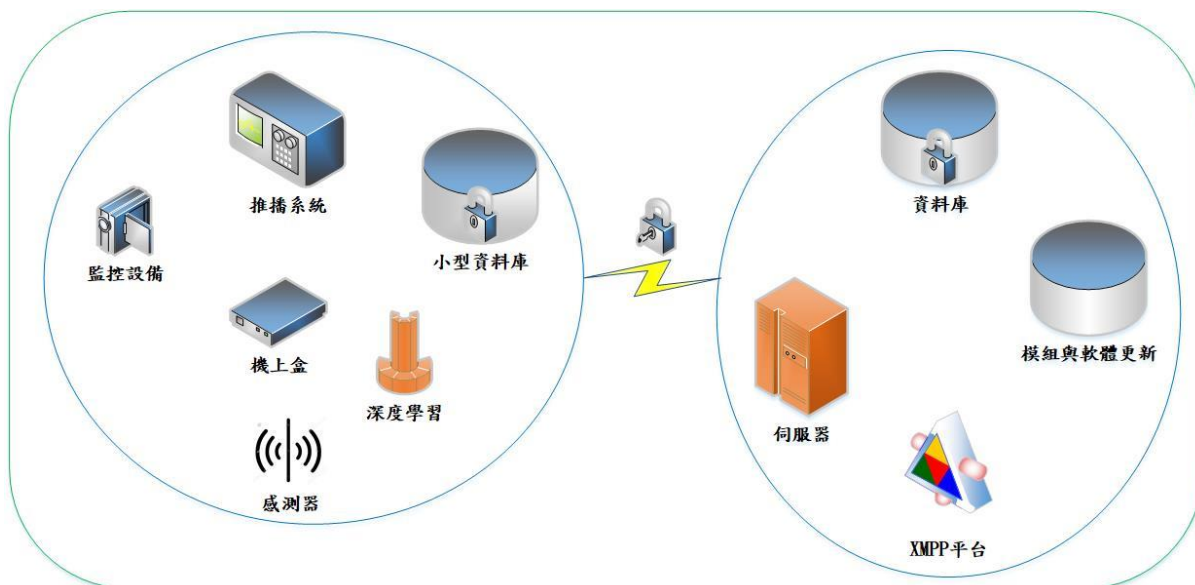 推播系統
監控設備
小型資料庫
機上盒
深度學習
感測器
資料庫
模組與軟體更新
伺服器
XMPP平台